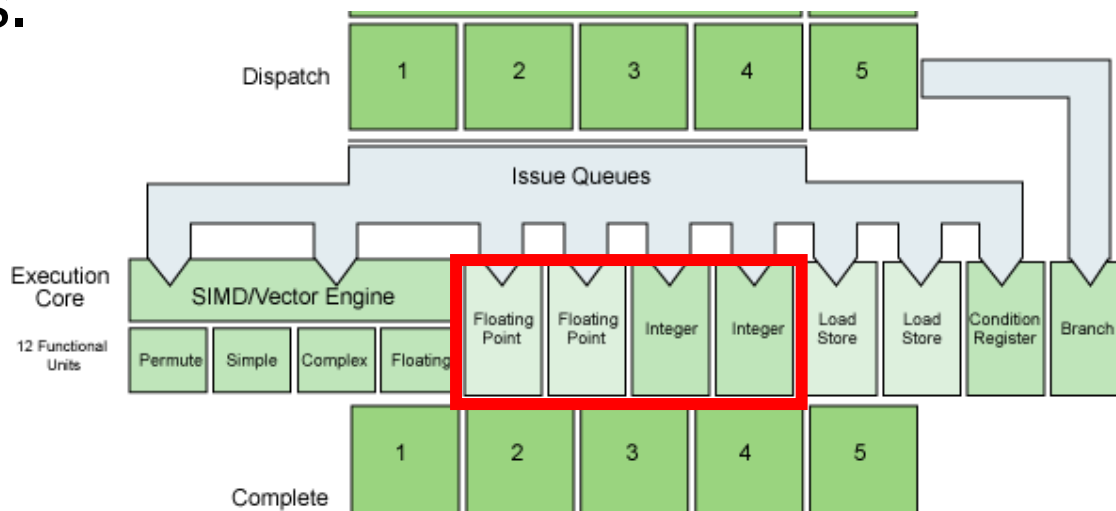 Dispatch
1
2
3
4
5
Issue Queues
Execution
Core
SIMD/Vector Engine
12 Functional
Units
Permute
Simple
Complex
Floating
Floating
Point
Floating
Point
Integer
Integer
Load
Store
Load
Store
Condition
Register
Branch
Complete
1
2
3
4
5